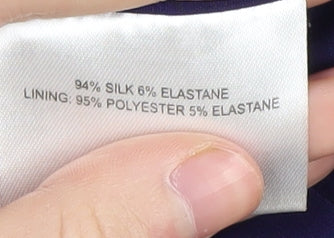 94% SILK 6% ELASTANE
LINING: 95% POLYESTER 5% ELASTANE